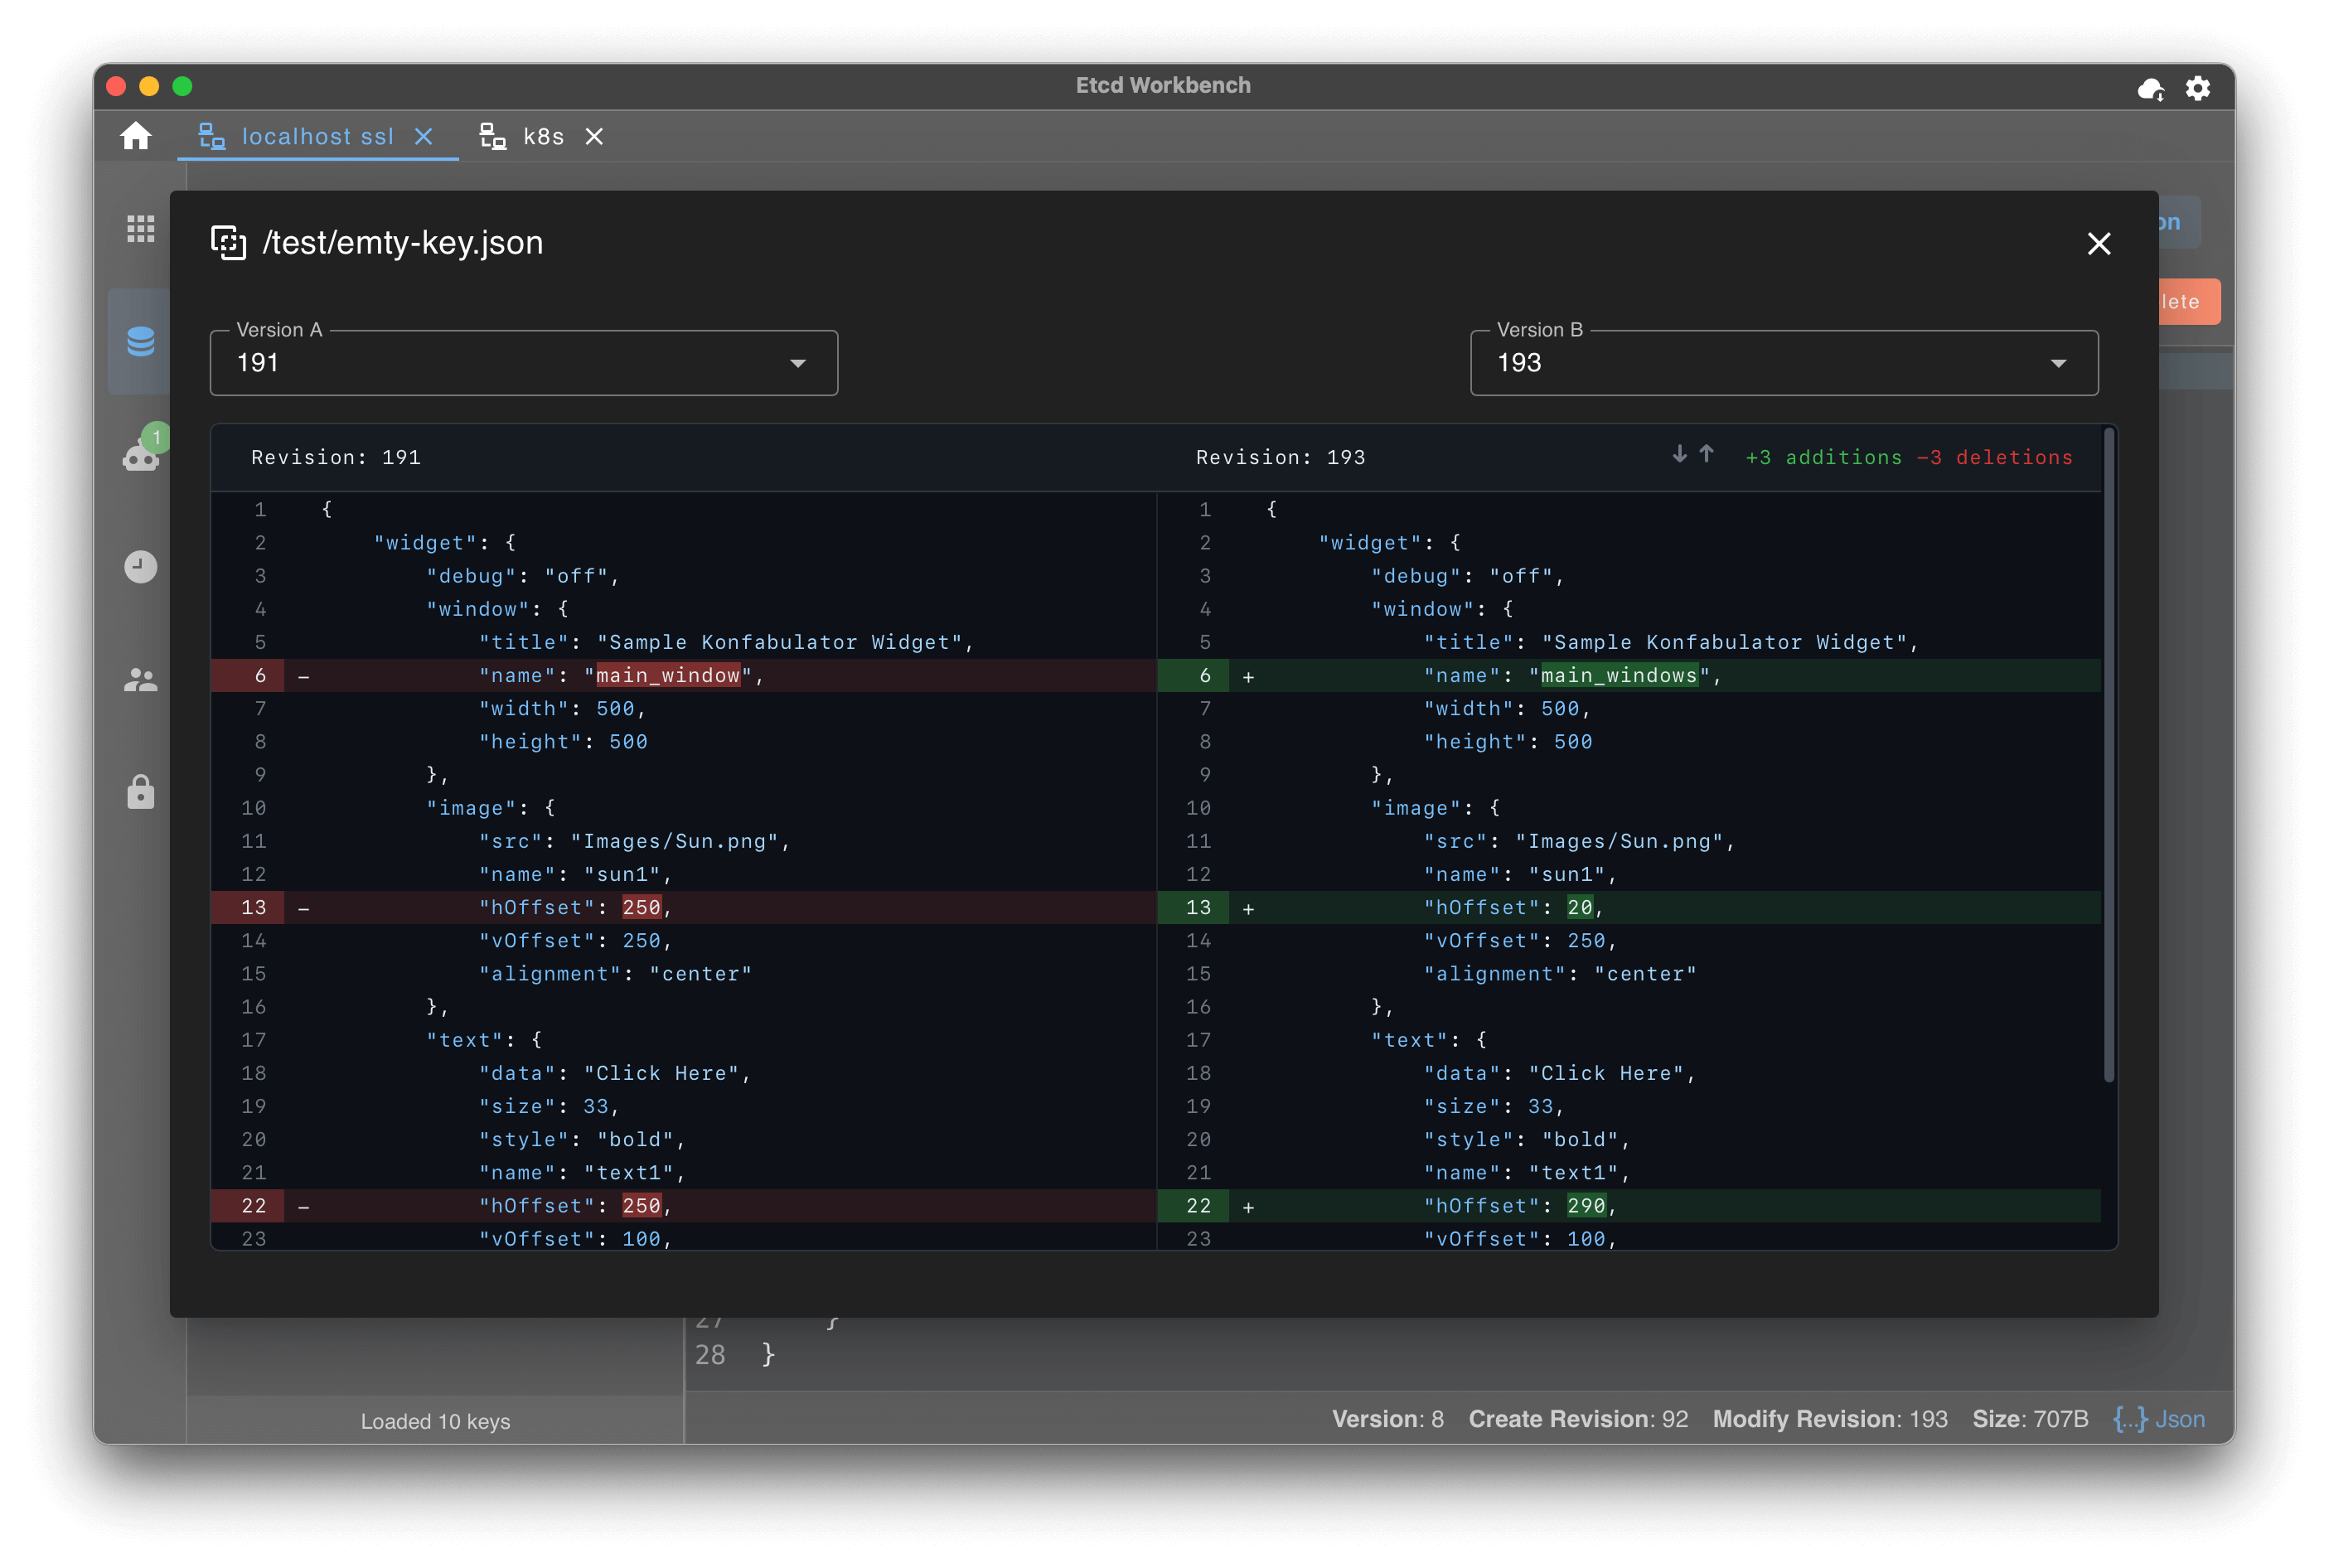 Etcd Workbench
localhost ssl
k8s
/test/emty-key.json
Version A
191
Version B
193
lete
1
Revision: 191
Revision: 193
+3 additions −3 deletions
1 {
2 "widget": {
3 "debug": "off",
4 "window": {
5 "title": "Sample Konfabulator Widget",
6 – "name": "main_window",
7 "width": 500,
8 "height": 500
9 },
10 "image": {
11 "src": "Images/Sun.png",
12 "name": "sun1",
13 – "hOffset": 250,
14 "vOffset": 250,
15 "alignment": "center"
16 },
17 "text": {
18 "data": "Click Here",
19 "size": 33,
20 "style": "bold",
21 "name": "text1",
22 – "hOffset": 250,
23 "vOffset": 100,
1 {
2 "widget": {
3 "debug": "off",
4 "window": {
5 "title": "Sample Konfabulator Widget",
6 + "name": "main_windows",
7 "width": 500,
8 "height": 500
9 },
10 "image": {
11 "src": "Images/Sun.png",
12 "name": "sun1",
13 + "hOffset": 20,
14 "vOffset": 250,
15 "alignment": "center"
16 },
17 "text": {
18 "data": "Click Here",
19 "size": 33,
20 "style": "bold",
21 "name": "text1",
22 + "hOffset": 290,
23 "vOffset": 100,
27 }
28 }
Loaded 10 keys
Version: 8 Create Revision: 92 Modify Revision: 193 Size: 707B {...} Json